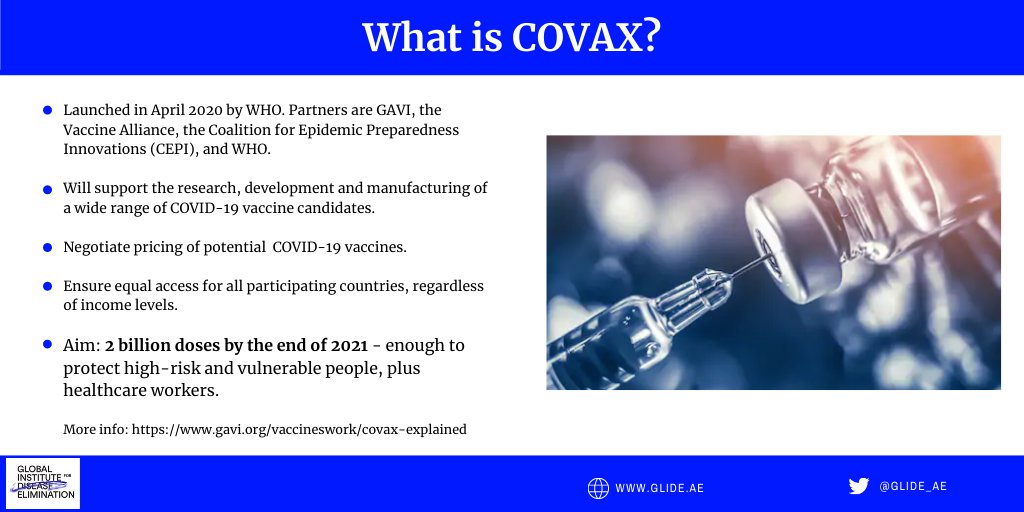 What is COVAX?
Launched in April 2020 by WHO. Partners are GAVI, the
Vaccine Alliance, the Coalition for Epidemic Preparedness
Innovations (CEPI), and WHO.
Will support the research, development and manufacturing of
a wide range of COVID-19 vaccine candidates.
Negotiate pricing of potential  COVID-19 vaccines.
Ensure equal access for all participating countries, regardless
of income levels.
Aim: 2 billion doses by the end of 2021 - enough to
protect high-risk and vulnerable people, plus
healthcare workers.
More info: https://www.gavi.org/vaccineswork/covax-explained
GLOBAL
INSTITUTE FOR
DISEASE
ELIMINATION
WWW.GLIDE.AE
@GLIDE_AE